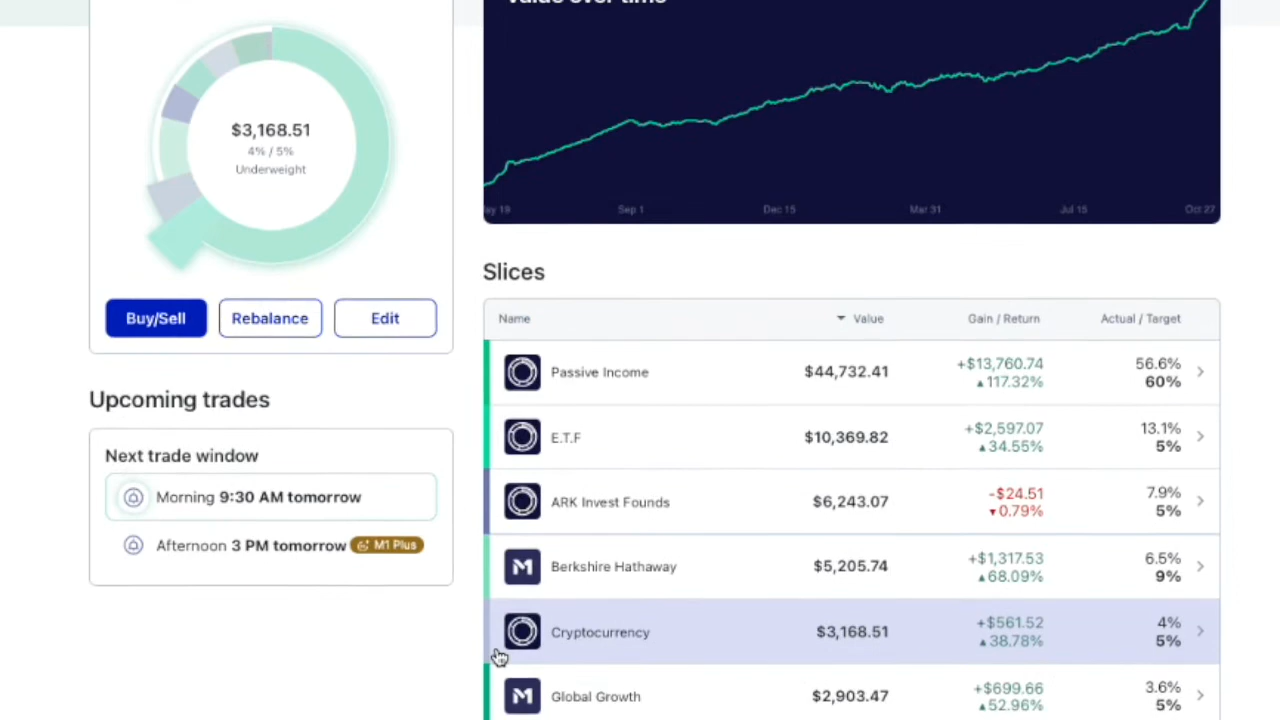 Value over time
$3,168.51
4% / 5%
Underweight
Buy/Sell
Rebalance
Edit
Upcoming trades
Next trade window
Morning 9:30 AM tomorrow
Afternoon 3 PM tomorrow M1 Plus
Sep 1
Dec 15
Mar 31
Jul 15
Oct 27
Slices
Name Value Gain / Return Actual / Target
Passive Income $44,732.41 +$13,760.74 56.6%
▲117.32% 60%
E.T.F $10,369.82 +$2,597.07 13.1%
▲34.55% 5%
ARK Invest Founds $6,243.07 -$24.51 7.9%
▼0.79% 5%
Berkshire Hathaway $5,205.74 +$1,317.53 6.5%
▲68.09% 9%
Cryptocurrency $3,168.51 +$561.52 4%
▲38.78% 5%
Global Growth $2,903.47 +$699.66 3.6%
▲52.96% 5%